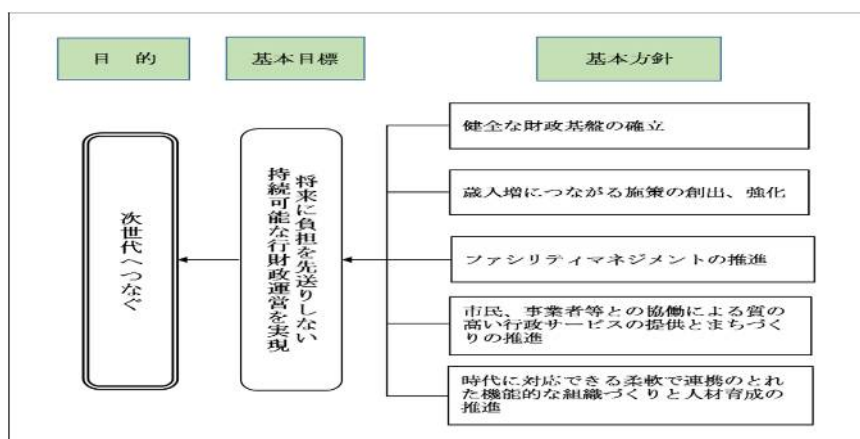 目 的
基本目標
基本方針
次世代へつなぐ
将来に負担を先送りしない
持続可能な行財政運営を実現
健全な財政基盤の確立
歳入増につながる施策の創出、強化
ファシリティマネジメントの推進
市民、事業者等との協働による質の
高い行政サービスの提供とまちづく
りの推進
時代に対応できる柔軟で連携のとれ
た機能的な組織づくりと人材育成の
推進